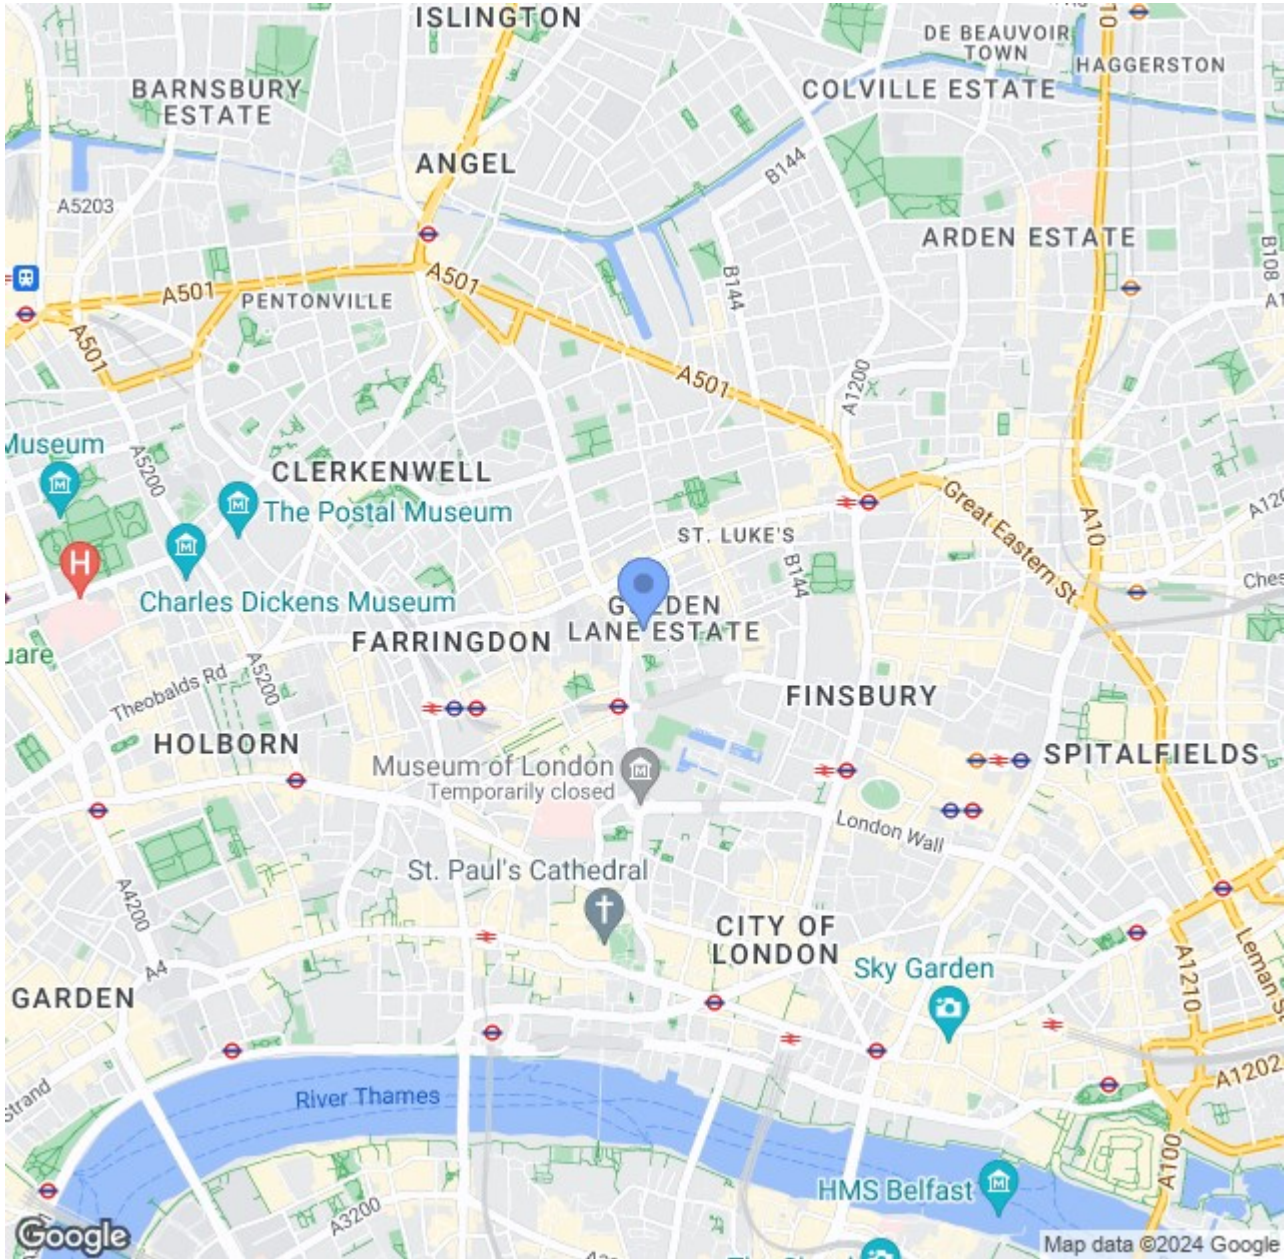 ISLINGTON
DE BEAUVOIR
TOWN
HAGGERSTON
A10
BARNSBURY
ESTATE
COLVILLE ESTATE
ANGEL
B144
A5203
ARDEN ESTATE
B108
A501
A501
B144
PENTONVILLE
A501
A501
A1200
Museum
A5200
CLERKENWELL
The Postal Museum
Great Eastern St
A10
ST. LUKE'S
B144
H
Charles Dickens Museum
GOLDEN
LANE ESTATE
FARRINGDON
Theobalds Rd
A5200
FINSBURY
HOLBORN
SPITALFIELDS
Museum of London
Temporarily closed
London Wall
St. Paul's Cathedral
A4200
CITY OF
LONDON
A4
Sky Garden
GARDEN
A1210
Strand
River Thames
A1202
A100
HMS Belfast
A3200
Google
Map data ©2024 Google